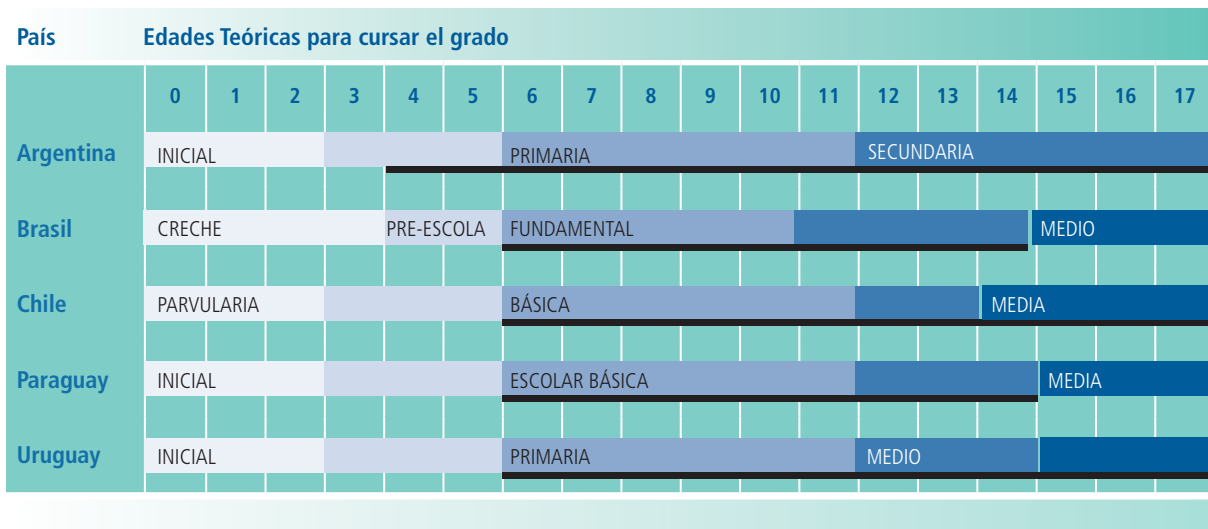 País Edades Teóricas para cursar el grado
0 1 2 3 4 5 6 7 8 9 10 11 12 13 14 15 16 17
Argentina INICIAL PRIMARIA SECUNDARIA
Brasil CRECHE PRE-ESCOLA FUNDAMENTAL MEDIO
Chile PARVULARIA BÁSICA MEDIA
Paraguay INICIAL ESCOLAR BÁSICA MEDIA
Uruguay INICIAL PRIMARIA MEDIO